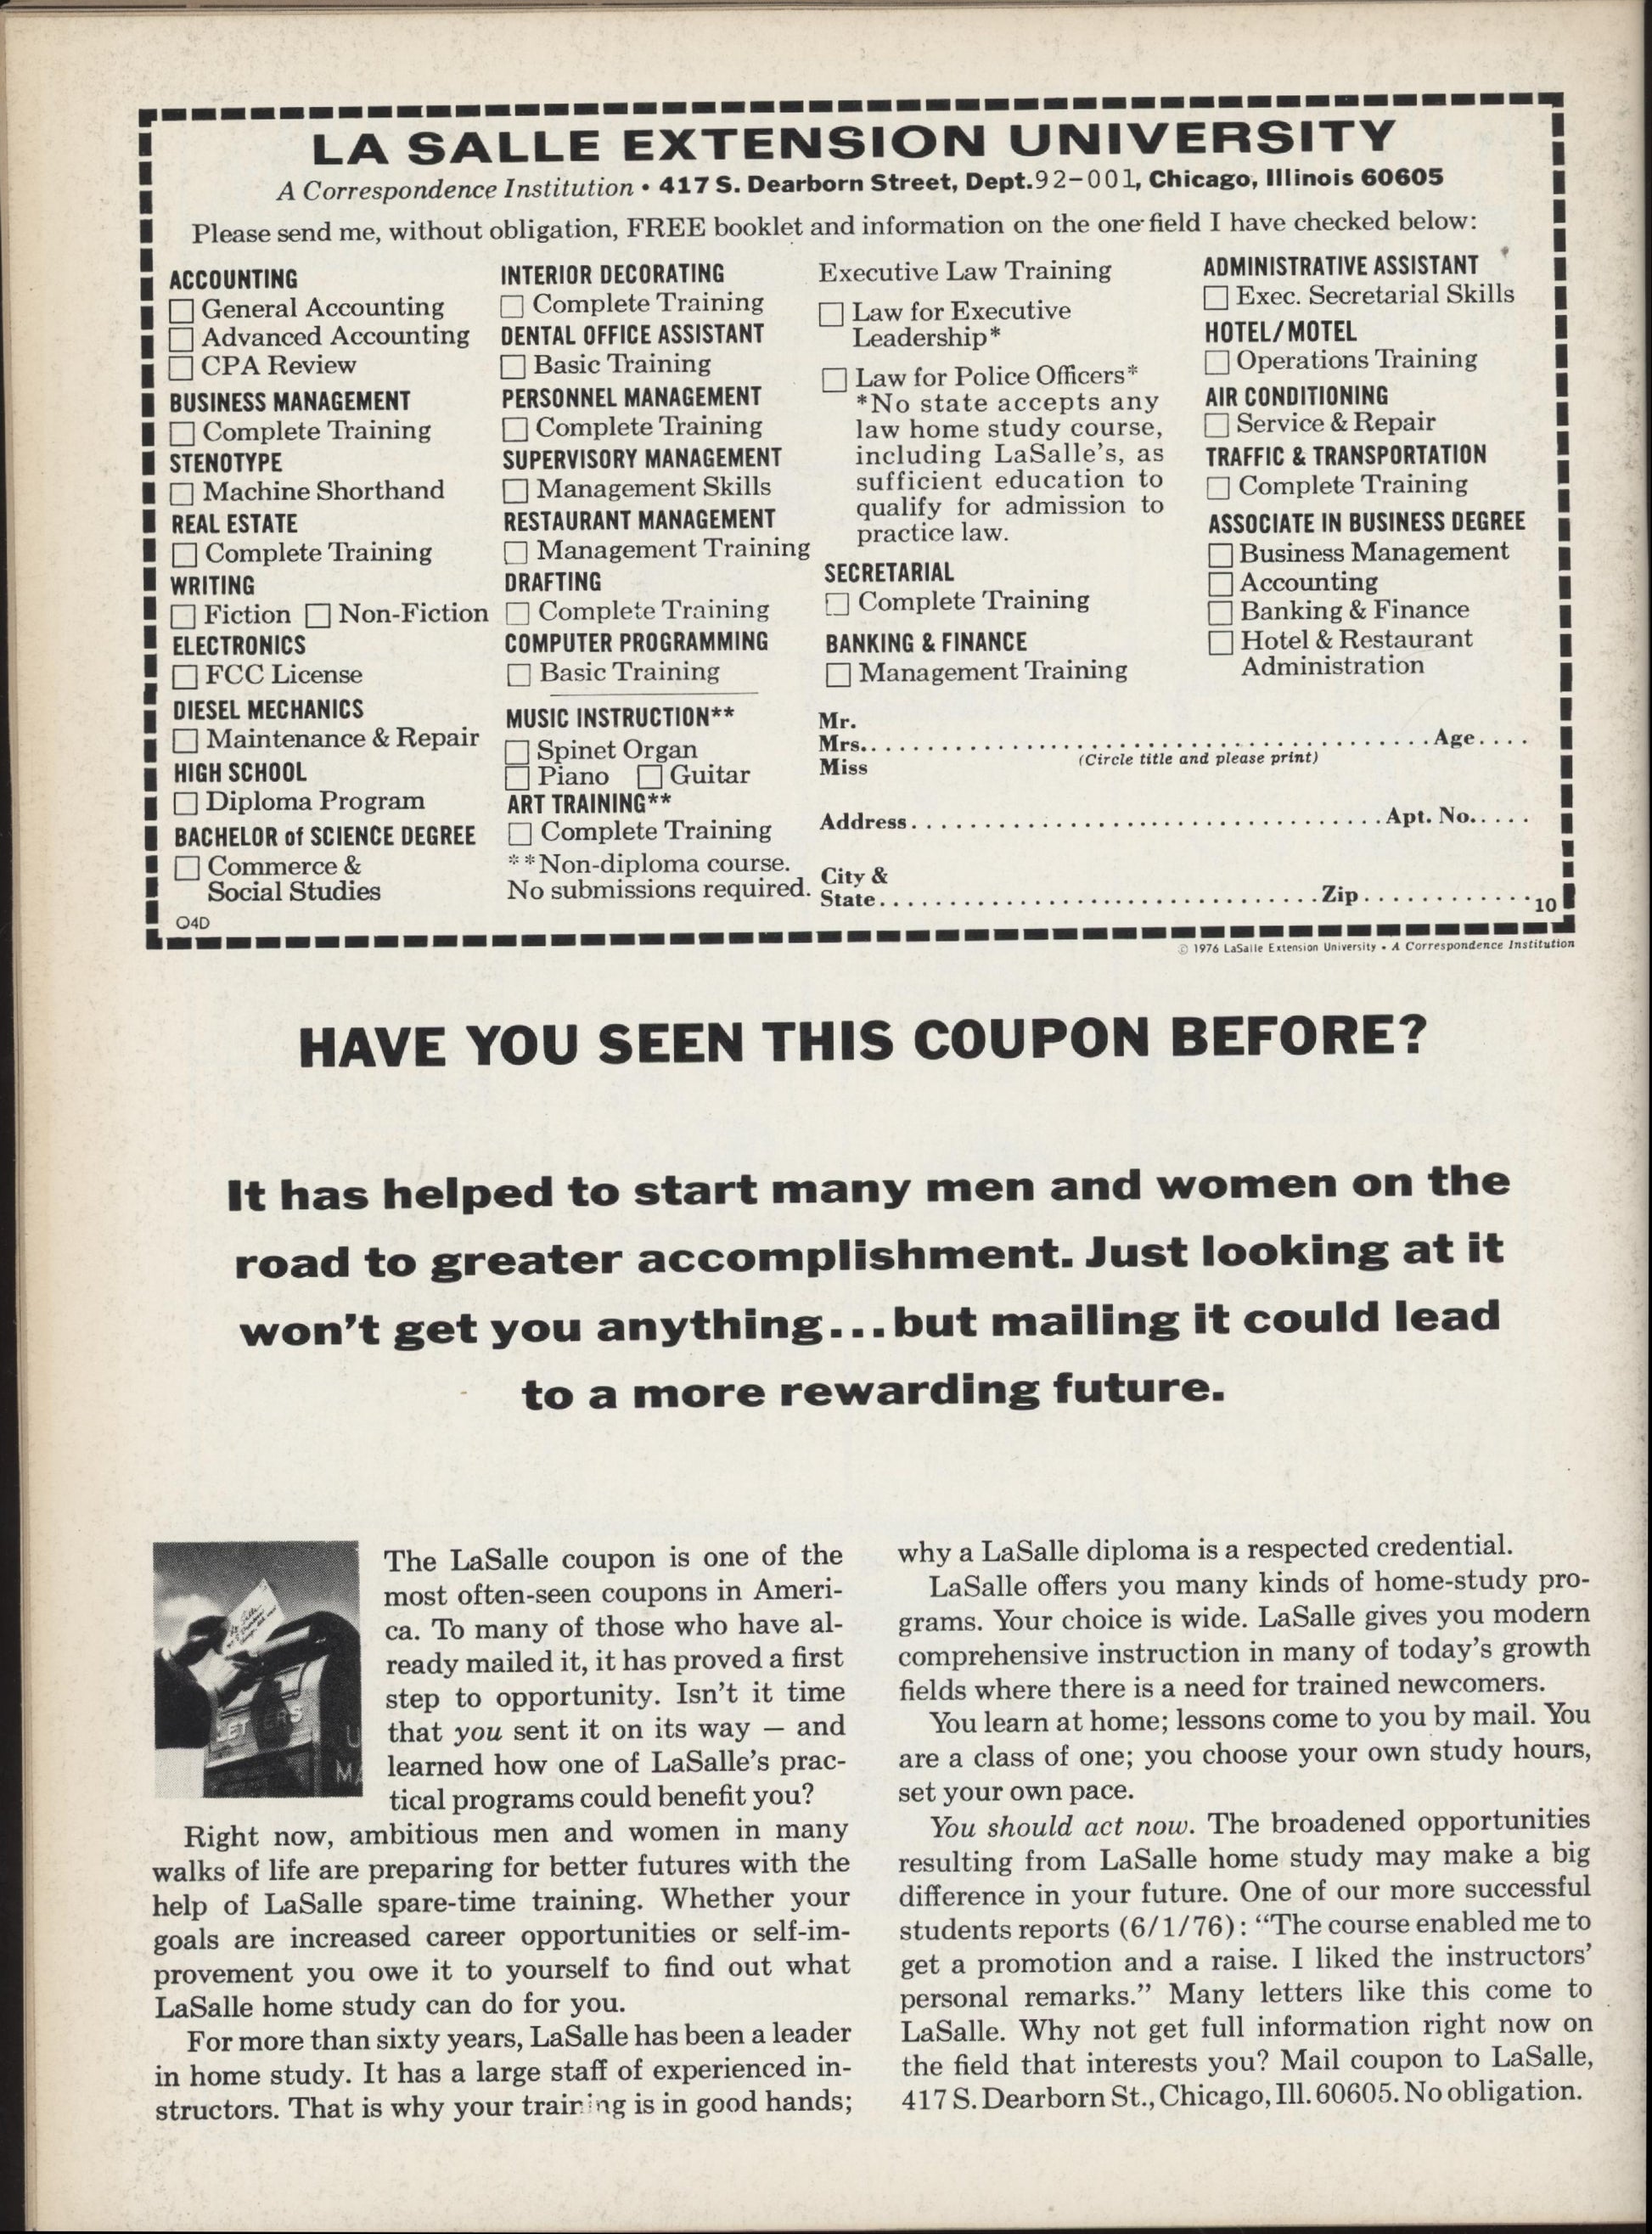 LA SALLE EXTENSION UNIVERSITY
A Correspondence Institution • 417 S. Dearborn Street, Dept.92-001, Chicago, Illinois 60605
Please send me, without obligation, FREE booklet and information on the one field I have checked below:
ACCOUNTING
General Accounting
Advanced Accounting
CPA Review
BUSINESS MANAGEMENT
Complete Training
STENOTYPE
Machine Shorthand
REAL ESTATE
Complete Training
WRITING
Fiction Non-Fiction
ELECTRONICS
FCC License
DIESEL MECHANICS
Maintenance & Repair
HIGH SCHOOL
Diploma Program
BACHELOR of SCIENCE DEGREE
Commerce &
Social Studies
O4D
INTERIOR DECORATING
Complete Training
DENTAL OFFICE ASSISTANT
Basic Training
PERSONNEL MANAGEMENT
Complete Training
SUPERVISORY MANAGEMENT
Management Skills
RESTAURANT MANAGEMENT
Management Training
DRAFTING
Complete Training
COMPUTER PROGRAMMING
Basic Training
MUSIC INSTRUCTION**
Spinet Organ
Piano Guitar
ART TRAINING**
Complete Training
**Non-diploma course.
No submissions required.
Executive Law Training
Law for Executive
Leadership*
Law for Police Officers*
*No state accepts any
law home study course,
including LaSalle's, as
sufficient education to
qualify for admission to
practice law.
SECRETARIAL
Complete Training
BANKING & FINANCE
Management Training
ADMINISTRATIVE ASSISTANT
Exec. Secretarial Skills
HOTEL/MOTEL
Operations Training
AIR CONDITIONING
Service & Repair
TRAFFIC & TRANSPORTATION
Complete Training
ASSOCIATE IN BUSINESS DEGREE
Business Management
Accounting
Banking & Finance
Hotel & Restaurant
Administration
Mr.
Mrs. Age
(Circle title and please print)
Miss
Address Apt. No.
City &
State Zip 10
© 1976 LaSalle Extension University • A Correspondence Institution
HAVE YOU SEEN THIS COUPON BEFORE?
It has helped to start many men and women on the
road to greater accomplishment. Just looking at it
won't get you anything...but mailing it could lead
to a more rewarding future.
LETTERS
U
MA
The LaSalle coupon is one of the
most often-seen coupons in Ameri-
ca. To many of those who have al-
ready mailed it, it has proved a first
step to opportunity. Isn't it time
that you sent it on its way — and
learned how one of LaSalle's prac-
tical programs could benefit you?
Right now, ambitious men and women in many
walks of life are preparing for better futures with the
help of LaSalle spare-time training. Whether your
goals are increased career opportunities or self-im-
provement you owe it to yourself to find out what
LaSalle home study can do for you.
For more than sixty years, LaSalle has been a leader
in home study. It has a large staff of experienced in-
structors. That is why your training is in good hands;
why a LaSalle diploma is a respected credential.
LaSalle offers you many kinds of home-study pro-
grams. Your choice is wide. LaSalle gives you modern
comprehensive instruction in many of today's growth
fields where there is a need for trained newcomers.
You learn at home; lessons come to you by mail. You
are a class of one; you choose your own study hours,
set your own pace.
You should act now. The broadened opportunities
resulting from LaSalle home study may make a big
difference in your future. One of our more successful
students reports (6/1/76): "The course enabled me to
get a promotion and a raise. I liked the instructors'
personal remarks." Many letters like this come to
LaSalle. Why not get full information right now on
the field that interests you? Mail coupon to LaSalle,
417 S. Dearborn St., Chicago, Ill. 60605. No obligation.